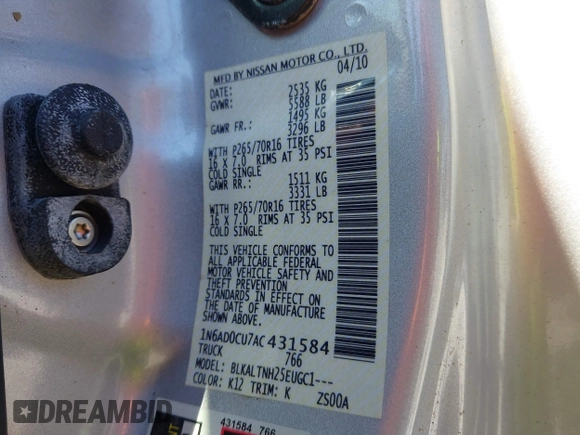 MFD BY NISSAN MOTOR CO., LTD.
DATE: 04/10
GVWR: 2535 KG
5588 LB
GAWR FR.: 1495 KG
3296 LB
WITH P265/70R16 TIRES
16 X 7.0 RIMS AT 35 PSI
COLD SINGLE
GAWR RR.: 1511 KG
3331 LB
WITH P265/70R16 TIRES
16 X 7.0 RIMS AT 35 PSI
COLD SINGLE
THIS VEHICLE CONFORMS TO
ALL APPLICABLE FEDERAL
MOTOR VEHICLE SAFETY AND
THEFT PREVENTION
STANDARDS IN EFFECT ON
THE DATE OF MANUFACTURE
SHOWN ABOVE.
1N6AD0CU7AC431584
TRUCK 766
MODEL: BLKALTNH25EUGC1---
COLOR: K12 TRIM: K ZS00A
431584 766
DREAMBID